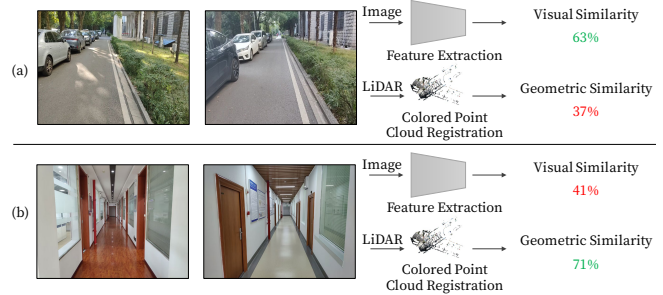 (a)
Image
Feature Extraction
Visual Similarity
63%
LiDAR
Colored Point
Cloud Registration
Geometric Similarity
37%
(b)
Image
Feature Extraction
Visual Similarity
41%
LiDAR
Colored Point
Cloud Registration
Geometric Similarity
71%